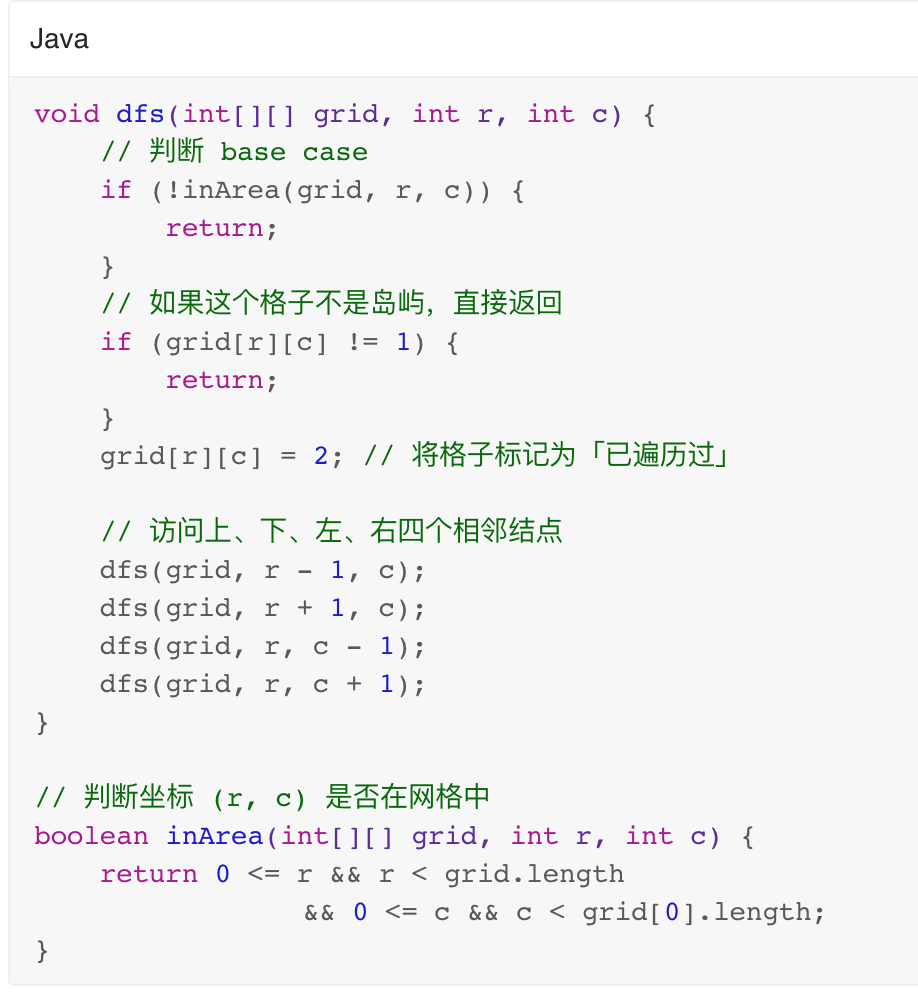 Java
void dfs(int[][] grid, int r, int c) {
    // 判断 base case
    if (!inArea(grid, r, c)) {
        return;
    }
    // 如果这个格子不是岛屿，直接返回
    if (grid[r][c] != 1) {
        return;
    }
    grid[r][c] = 2; // 将格子标记为「已遍历过」

    // 访问上、下、左、右四个相邻结点
    dfs(grid, r - 1, c);
    dfs(grid, r + 1, c);
    dfs(grid, r, c - 1);
    dfs(grid, r, c + 1);
}

// 判断坐标 (r, c) 是否在网格中
boolean inArea(int[][] grid, int r, int c) {
    return 0 <= r && r < grid.length
            && 0 <= c && c < grid[0].length;
}